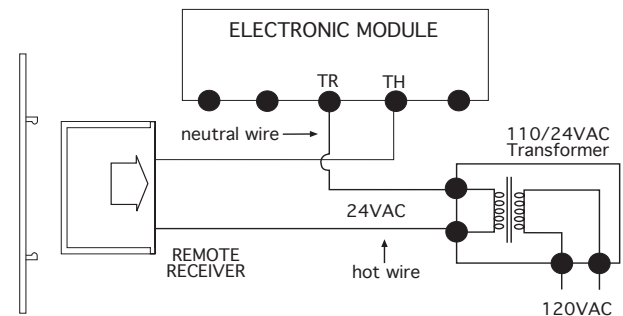 ELECTRONIC MODULE
TR TH
neutral wire
110/24VAC
Transformer
24VAC
REMOTE
RECEIVER
hot wire
120VAC